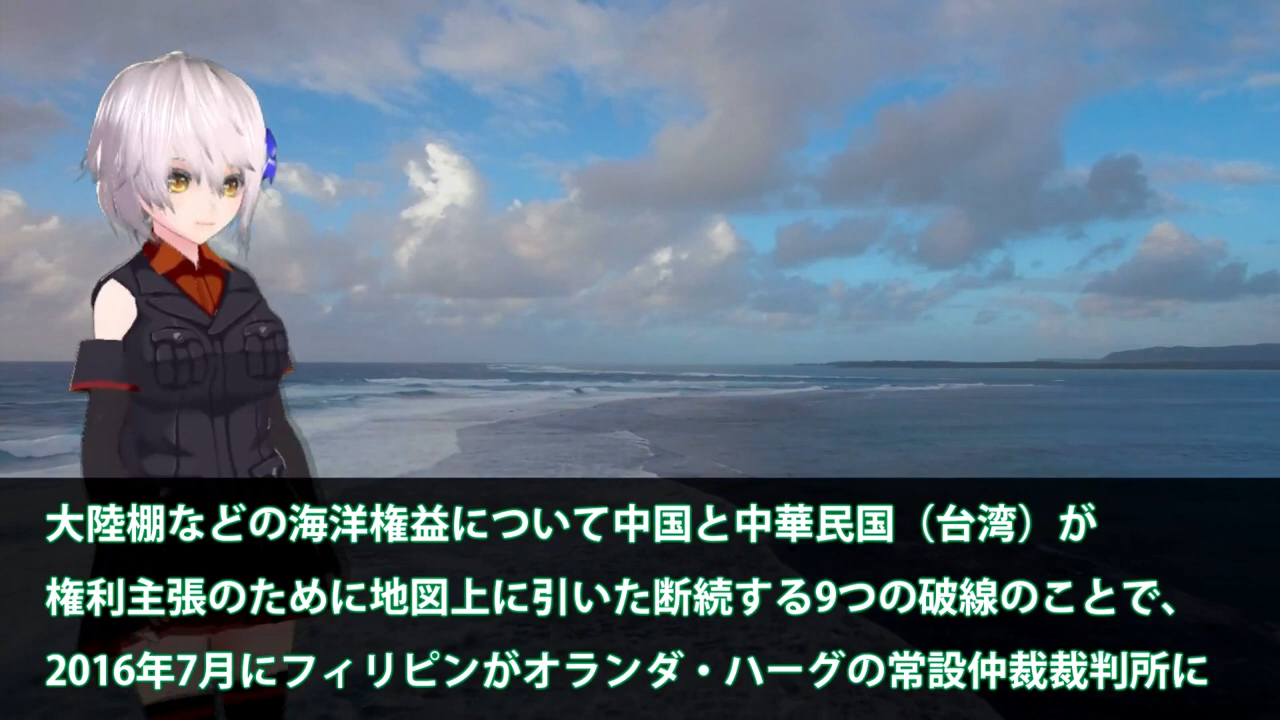 大陸棚などの海洋権益について中国と中華民国（台湾）が
権利主張のために地図上に引いた断続する9つの破線のことで、
2016年7月にフィリピンがオランダ・ハーグの常設仲裁裁判所に